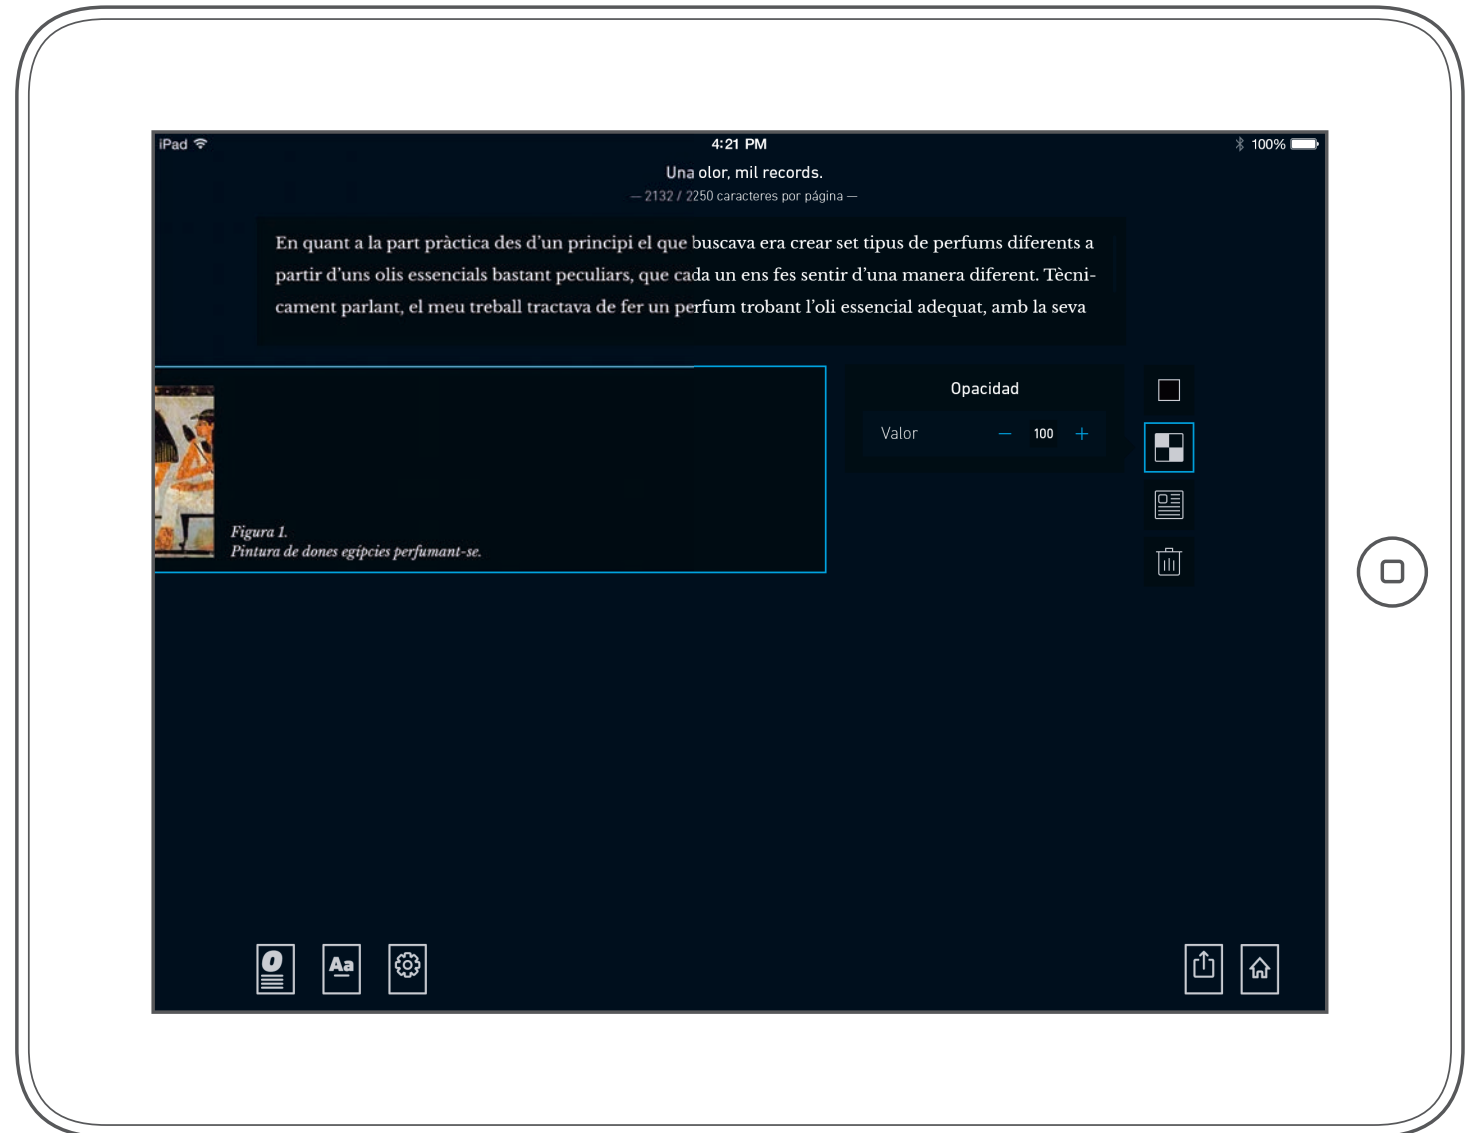 iPad
4:21 PM
100%
Una olor, mil records.
— 2132 / 2250 caracteres por página —
En quant a la part pràctica des d’un principi el que buscava era crear set tipus de perfums diferents a
partir d’uns olis essencials bastant peculiars, que cada un ens fes sentir d’una manera diferent. Tècni-
cament parlant, el meu treball tractava de fer un perfum trobant l’oli essencial adequat, amb la seva
Opacidad
Valor − 100 +
Figura 1.
Pintura de dones egípcies perfumant-se.
O
Aa